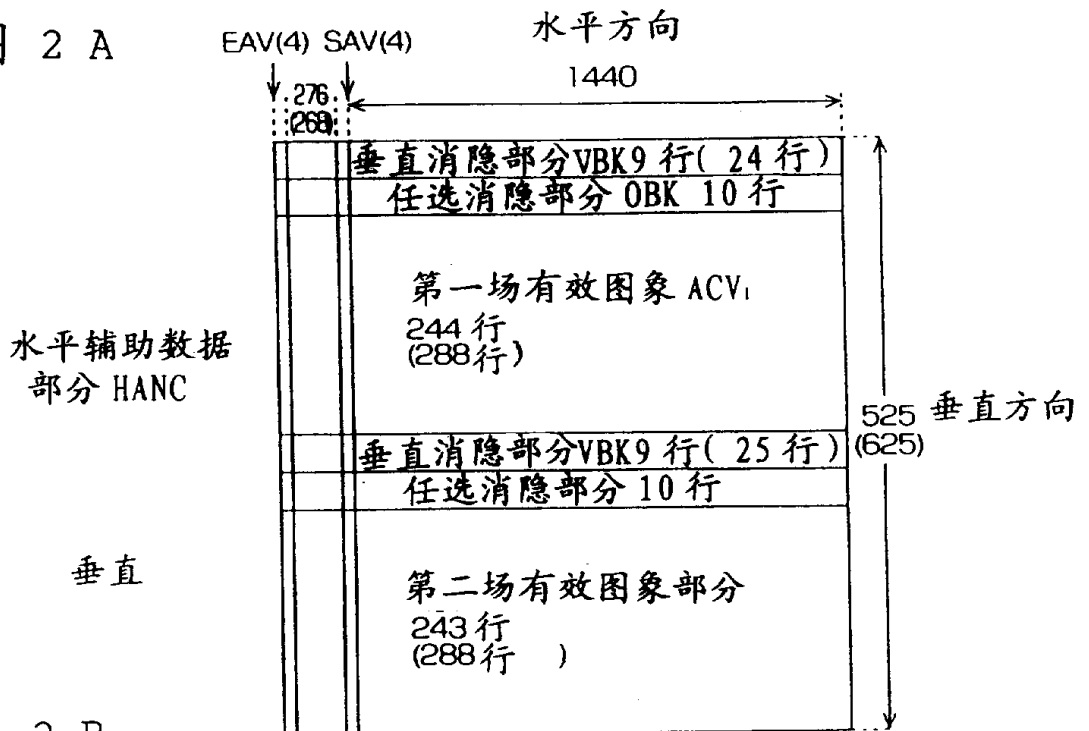 2 A
EAV(4) SAV(4)
水平方向
276
(268)
1440
垂直消隐部分VBK9 行( 24 行)
任选消隐部分 OBK 10 行
第一场有效图象 ACV₁
244 行
(288行)
水平辅助数据
部分 HANC
525 垂直方向
(625)
垂直消隐部分VBK9 行( 25 行)
任选消隐部分 10 行
垂直
第二场有效图象部分
243 行
(288行 )